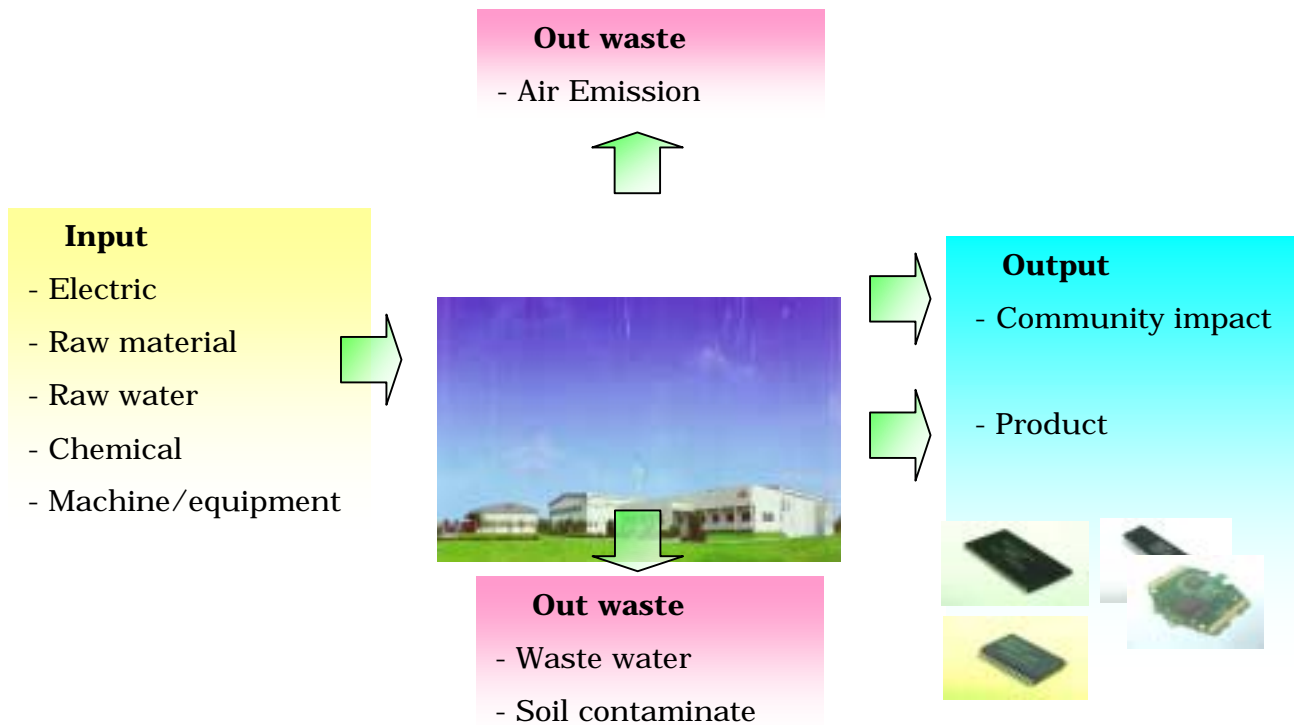 Out waste
- Air Emission
Input
- Electric
- Raw material
- Raw water
- Chemical
- Machine/equipment
Output
- Community impact
- Product
Out waste
- Waste water
- Soil contaminate